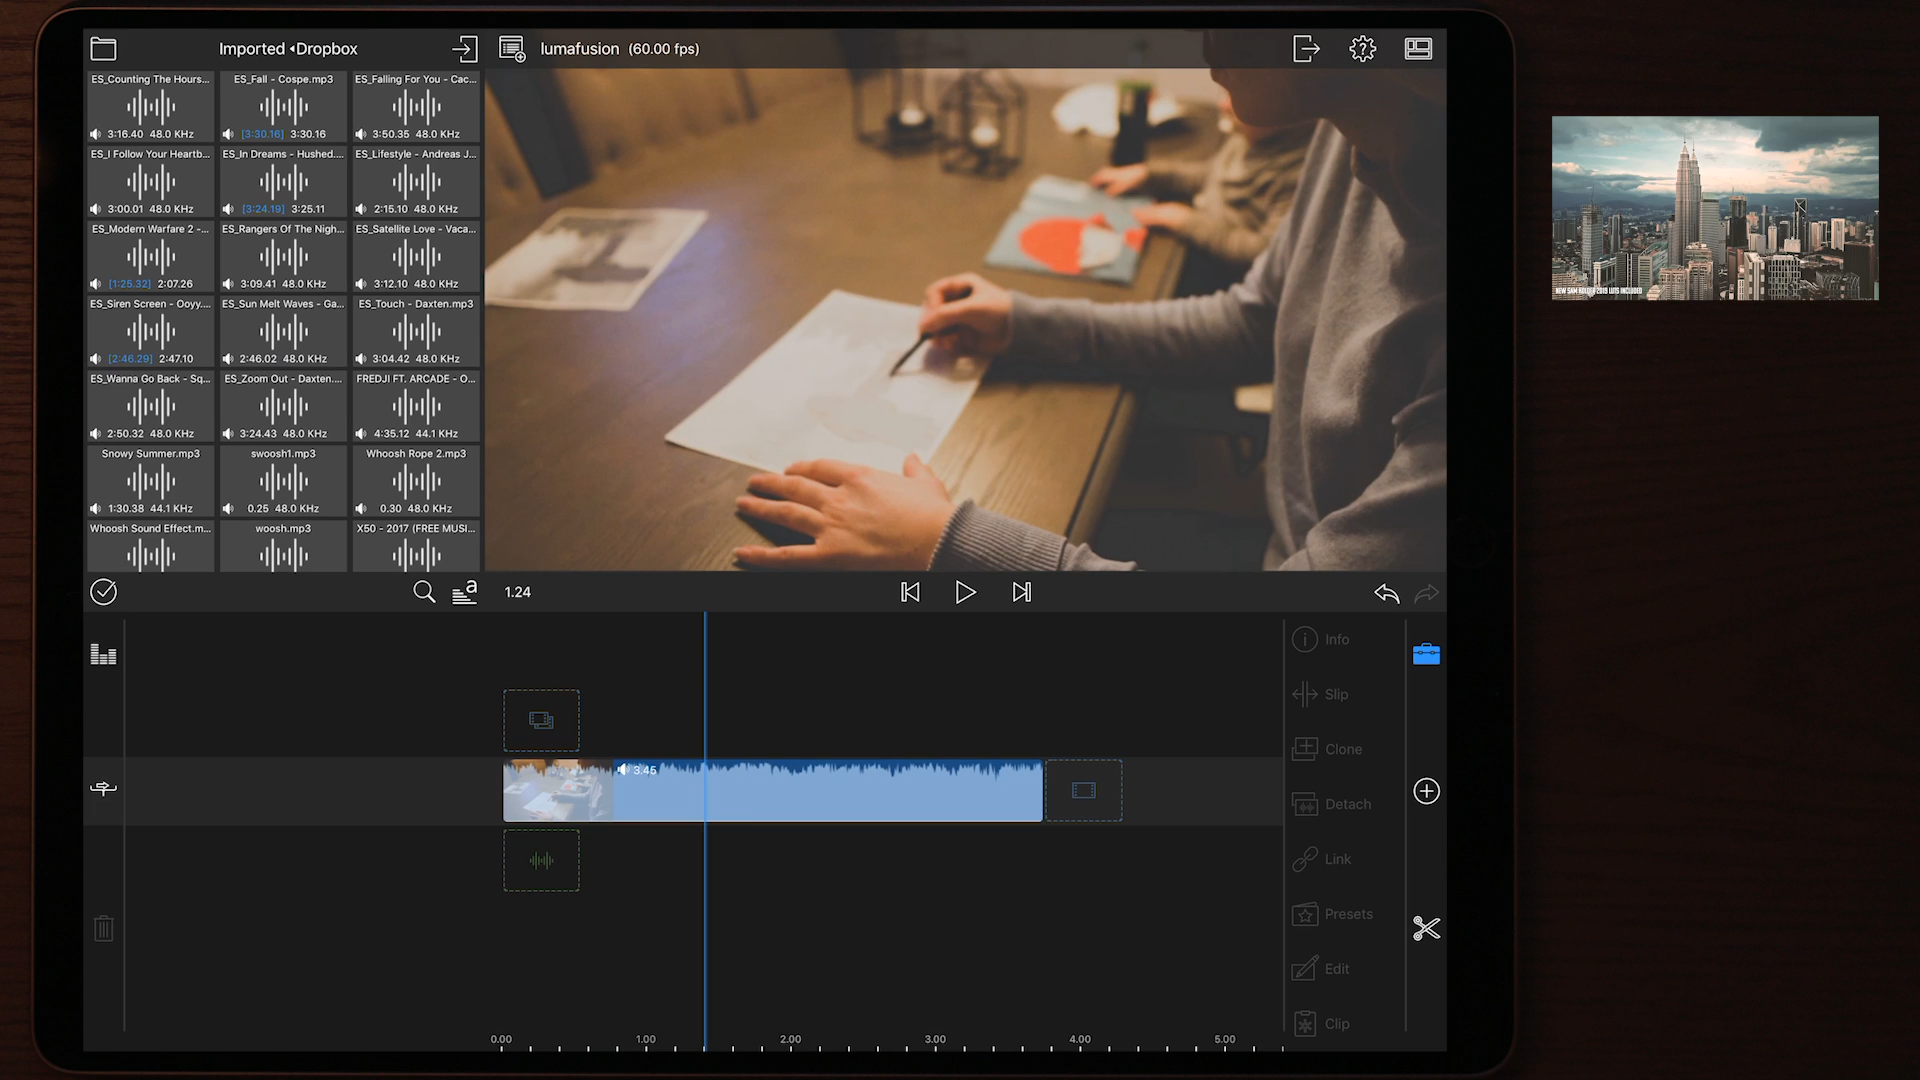 Imported ◂Dropbox
lumafusion (60.00 fps)
ES_Counting The Hours...
ES_Fall - Cospe.mp3
ES_Falling For You - Cac...
3:16.40 48.0 KHz
[3:30.16] 3:30.16
3:50.35 48.0 KHz
ES_I Follow Your Heartb...
ES_In Dreams - Hushed....
ES_Lifestyle - Andreas J...
3:00.01 48.0 KHz
[3:24.19] 3:25.11
2:15.10 48.0 KHz
ES_Modern Warfare 2 -...
ES_Rangers Of The Nigh...
ES_Satellite Love - Vaca...
[1:25.32] 2:07.26
3:09.41 48.0 KHz
3:12.10 48.0 KHz
ES_Siren Screen - Ooyy....
ES_Sun Melt Waves - Ga...
ES_Touch - Daxten.mp3
[2:46.29] 2:47.10
2:46.02 48.0 KHz
3:04.42 48.0 KHz
ES_Wanna Go Back - Sq...
ES_Zoom Out - Daxten....
FREDJI FT. ARCADE - O...
2:50.32 48.0 KHz
3:24.43 48.0 KHz
4:35.12 44.1 KHz
Snowy Summer.mp3
swoosh1.mp3
Whoosh Rope 2.mp3
1:30.38 44.1 KHz
0.25 48.0 KHz
0.30 48.0 KHz
Whoosh Sound Effect.m...
woosh.mp3
X50 - 2017 (FREE MUSI...
a
1.24
3.45
Info
Slip
Clone
Detach
Link
Presets
Edit
Clip
0.00 1.00 2.00 3.00 4.00 5.00
NEW SAM KOLDER 2019 LUTS INCLUDED